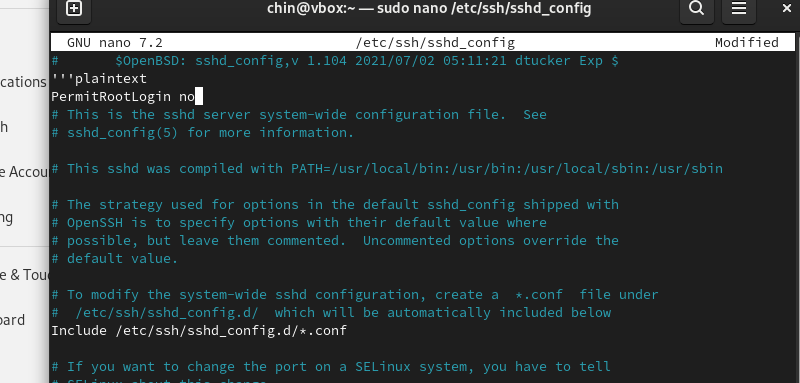 chin@vbox:~ — sudo nano /etc/ssh/sshd_config
GNU nano 7.2 /etc/ssh/sshd_config Modified
# $OpenBSD: sshd_config,v 1.104 2021/07/02 05:11:21 dtucker Exp $
'''plaintext
PermitRootLogin no
# This is the sshd server system-wide configuration file. See
# sshd_config(5) for more information.
# This sshd was compiled with PATH=/usr/local/bin:/usr/bin:/usr/local/sbin:/usr/sbin
# The strategy used for options in the default sshd_config shipped with
# OpenSSH is to specify options with their default value where
# possible, but leave them commented. Uncommented options override the
# default value.
# To modify the system-wide sshd configuration, create a *.conf file under
# /etc/ssh/sshd_config.d/ which will be automatically included below
Include /etc/ssh/sshd_config.d/*.conf
# If you want to change the port on a SELinux system, you have to tell
# SELinux about this change.